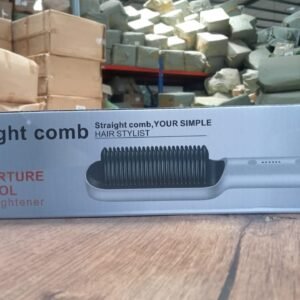 ght comb
Straight comb,YOUR SIMPLE
HAIR STYLIST
RTURE
OL
ghtener